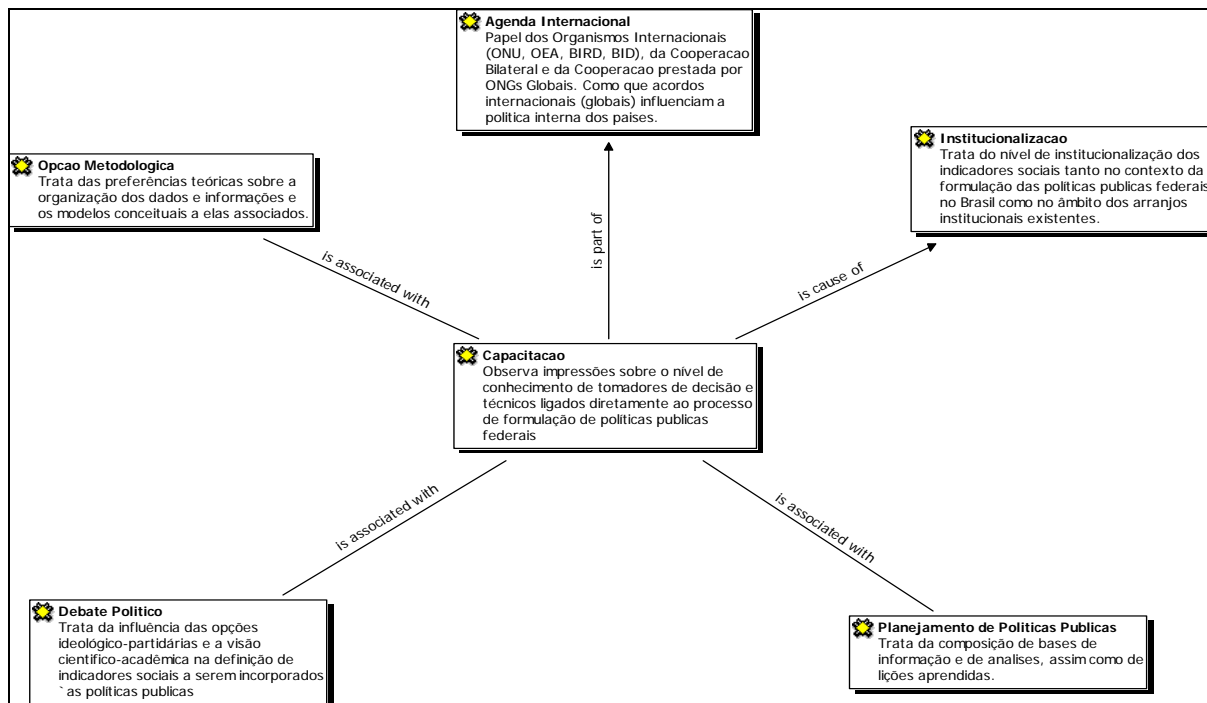 Agenda Internacional
Papel dos Organismos Internacionais
(ONU, OEA, BIRD, BID), da Cooperacao
Bilateral e da Cooperacao prestada por
ONGs Globais. Como que acordos
internacionais (globais) influenciam a
politica interna dos paises.
Opcao Metodologica
Trata das preferências teóricas sobre a
organização dos dados e informações e
os modelos conceituais a elas associados.
Institucionalizacao
Trata do nível de institucionalização dos
indicadores sociais tanto no contexto da
formulação das políticas publicas federais
no Brasil como no âmbito dos arranjos
institucionais existentes.
is associated with
is part of
is cause of
Capacitacao
Observa impressões sobre o nível de
conhecimento de tomadores de decisão e
técnicos ligados diretamente ao processo
de formulação de políticas publicas
federais
is associated with
is associated with
Debate Politico
Trata da influência das opções
ideológico-partidárias e a visão
cientifico-acadêmica na definição de
indicadores sociais a serem incorporados
`as políticas publicas
Planejamento de Politicas Publicas
Trata da composição de bases de
informação e de analises, assim como de
lições aprendidas.